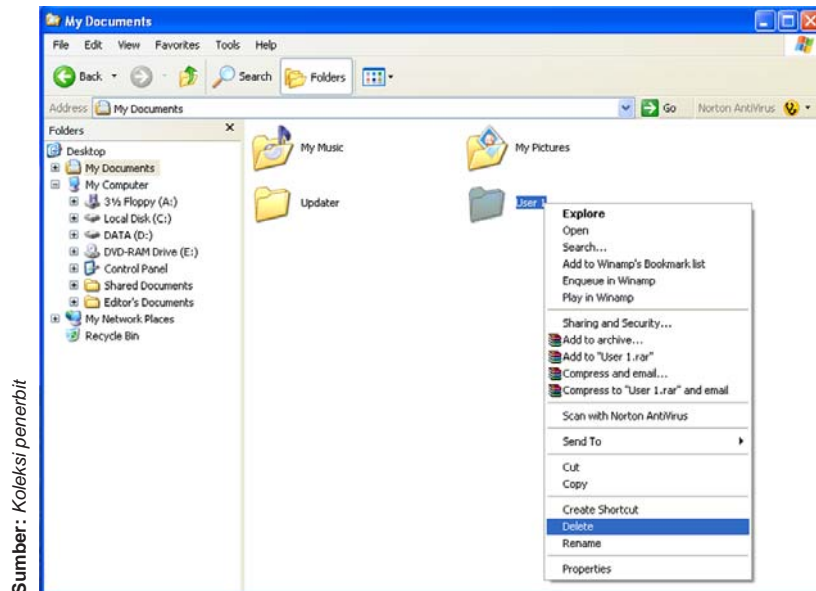 My Documents
File Edit View Favorites Tools Help
Back Search Folders
Address My Documents Go Norton AntiVirus
Folders x
Desktop
My Documents
My Computer
3½ Floppy (A:)
Local Disk (C:)
DATA (D:)
DVD-RAM Drive (E:)
Control Panel
Shared Documents
Editor's Documents
My Network Places
Recycle Bin
My Music
My Pictures
Updater
User 1
Explore
Open
Search...
Add to Winamp's Bookmark list
Enqueue in Winamp
Play in Winamp
Sharing and Security...
Add to archive...
Add to "User 1.rar"
Compress and email...
Compress to "User 1.rar" and email
Scan with Norton AntiVirus
Send To
Cut
Copy
Create Shortcut
Delete
Rename
Properties
Sumber: Koleksi penerbit